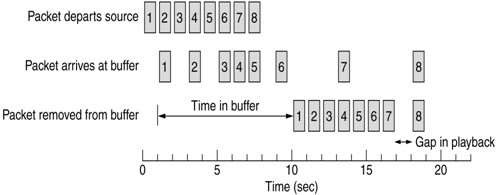 Packet departs source 1 2 3 4 5 6 7 8
Packet arrives at buffer 1 2 3 4 5 6 7 8
Time in buffer
Packet removed from buffer 1 2 3 4 5 6 7 8
Gap in playback
0 5 10 15 20
Time (sec)